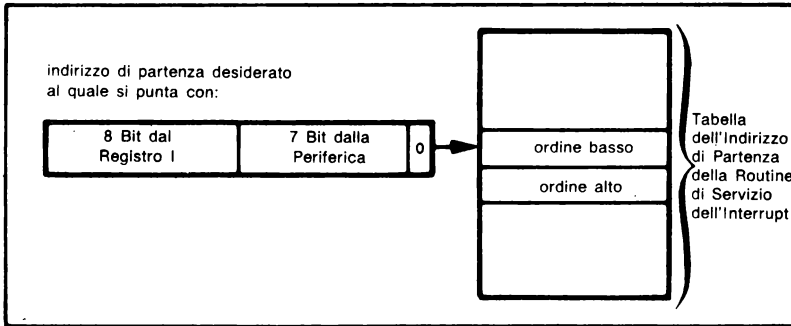 indirizzo di partenza desiderato
al quale si punta con:
8 Bit dal
Registro I
7 Bit dalla
Periferica
0
ordine basso
ordine alto
Tabella
dell'Indirizzo
di Partenza
della Routine
di Servizio
dell'Interrupt